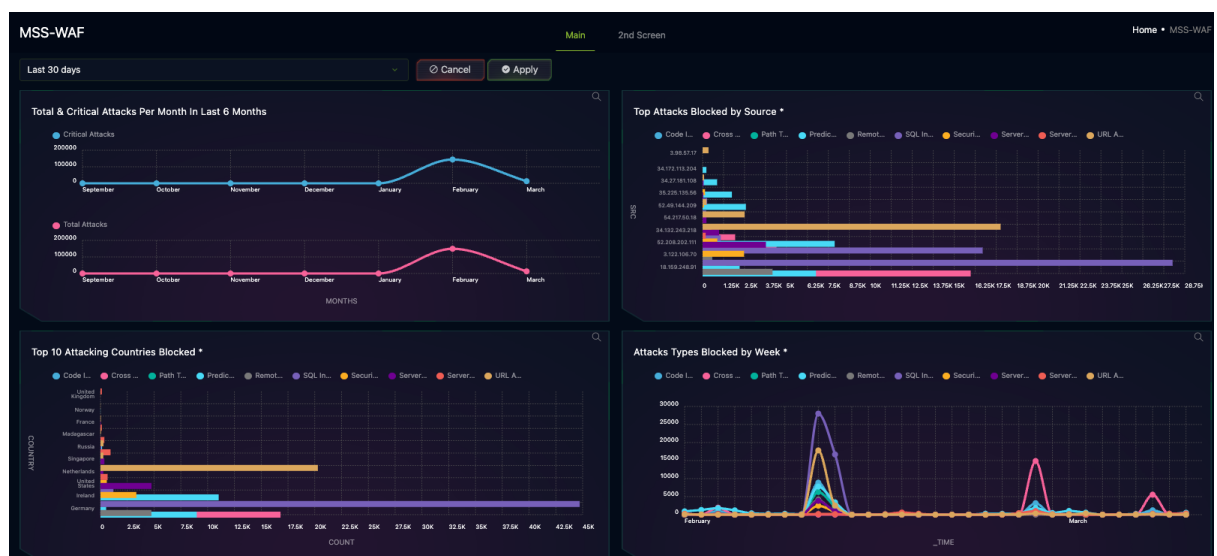 MSS-WAF
Main
2nd Screen
Home • MSS-WAF
Last 30 days
Cancel
Apply
Total & Critical Attacks Per Month In Last 6 Months
Critical Attacks
200000
100000
0
September October November December January February March
Total Attacks
200000
100000
0
September October November December January February March
MONTHS
Top Attacks Blocked by Source *
Code I... Cross ... Path T... Predic... Remot... SQL In... Securi... Server... Server... URL A...
3.99.57.17
34.172.113.204
34.27.181.108
35.225.135.56
52.49.144.209
54.217.50.18
34.132.243.216
52.208.202.111
3.122.106.70
18.159.248.91
SRC
0 1.25K 2.5K 3.75K 5K 6.25K 7.5K 8.75K 10K 11.25K 12.5K 13.75K 15K 16.25K 17.5K 18.75K 20K 21.25K 22.5K 23.75K 25K 26.25K 27.5K 28.75K
Top 10 Attacking Countries Blocked *
Code I... Cross ... Path T... Predic... Remot... SQL In... Securi... Server... Server... URL A...
United
Kingdom
Norway
France
Madagascar
Russia
Singapore
Netherlands
United
States
Ireland
Germany
COUNTRY
0 2.5K 5K 7.5K 10K 12.5K 15K 17.5K 20K 22.5K 25K 27.5K 30K 32.5K 35K 37.5K 40K 42.5K 45K
COUNT
Attacks Types Blocked by Week *
Code I... Cross ... Path T... Predic... Remot... SQL In... Securi... Server... Server... URL A...
30000
25000
20000
15000
10000
5000
0
February March
_TIME